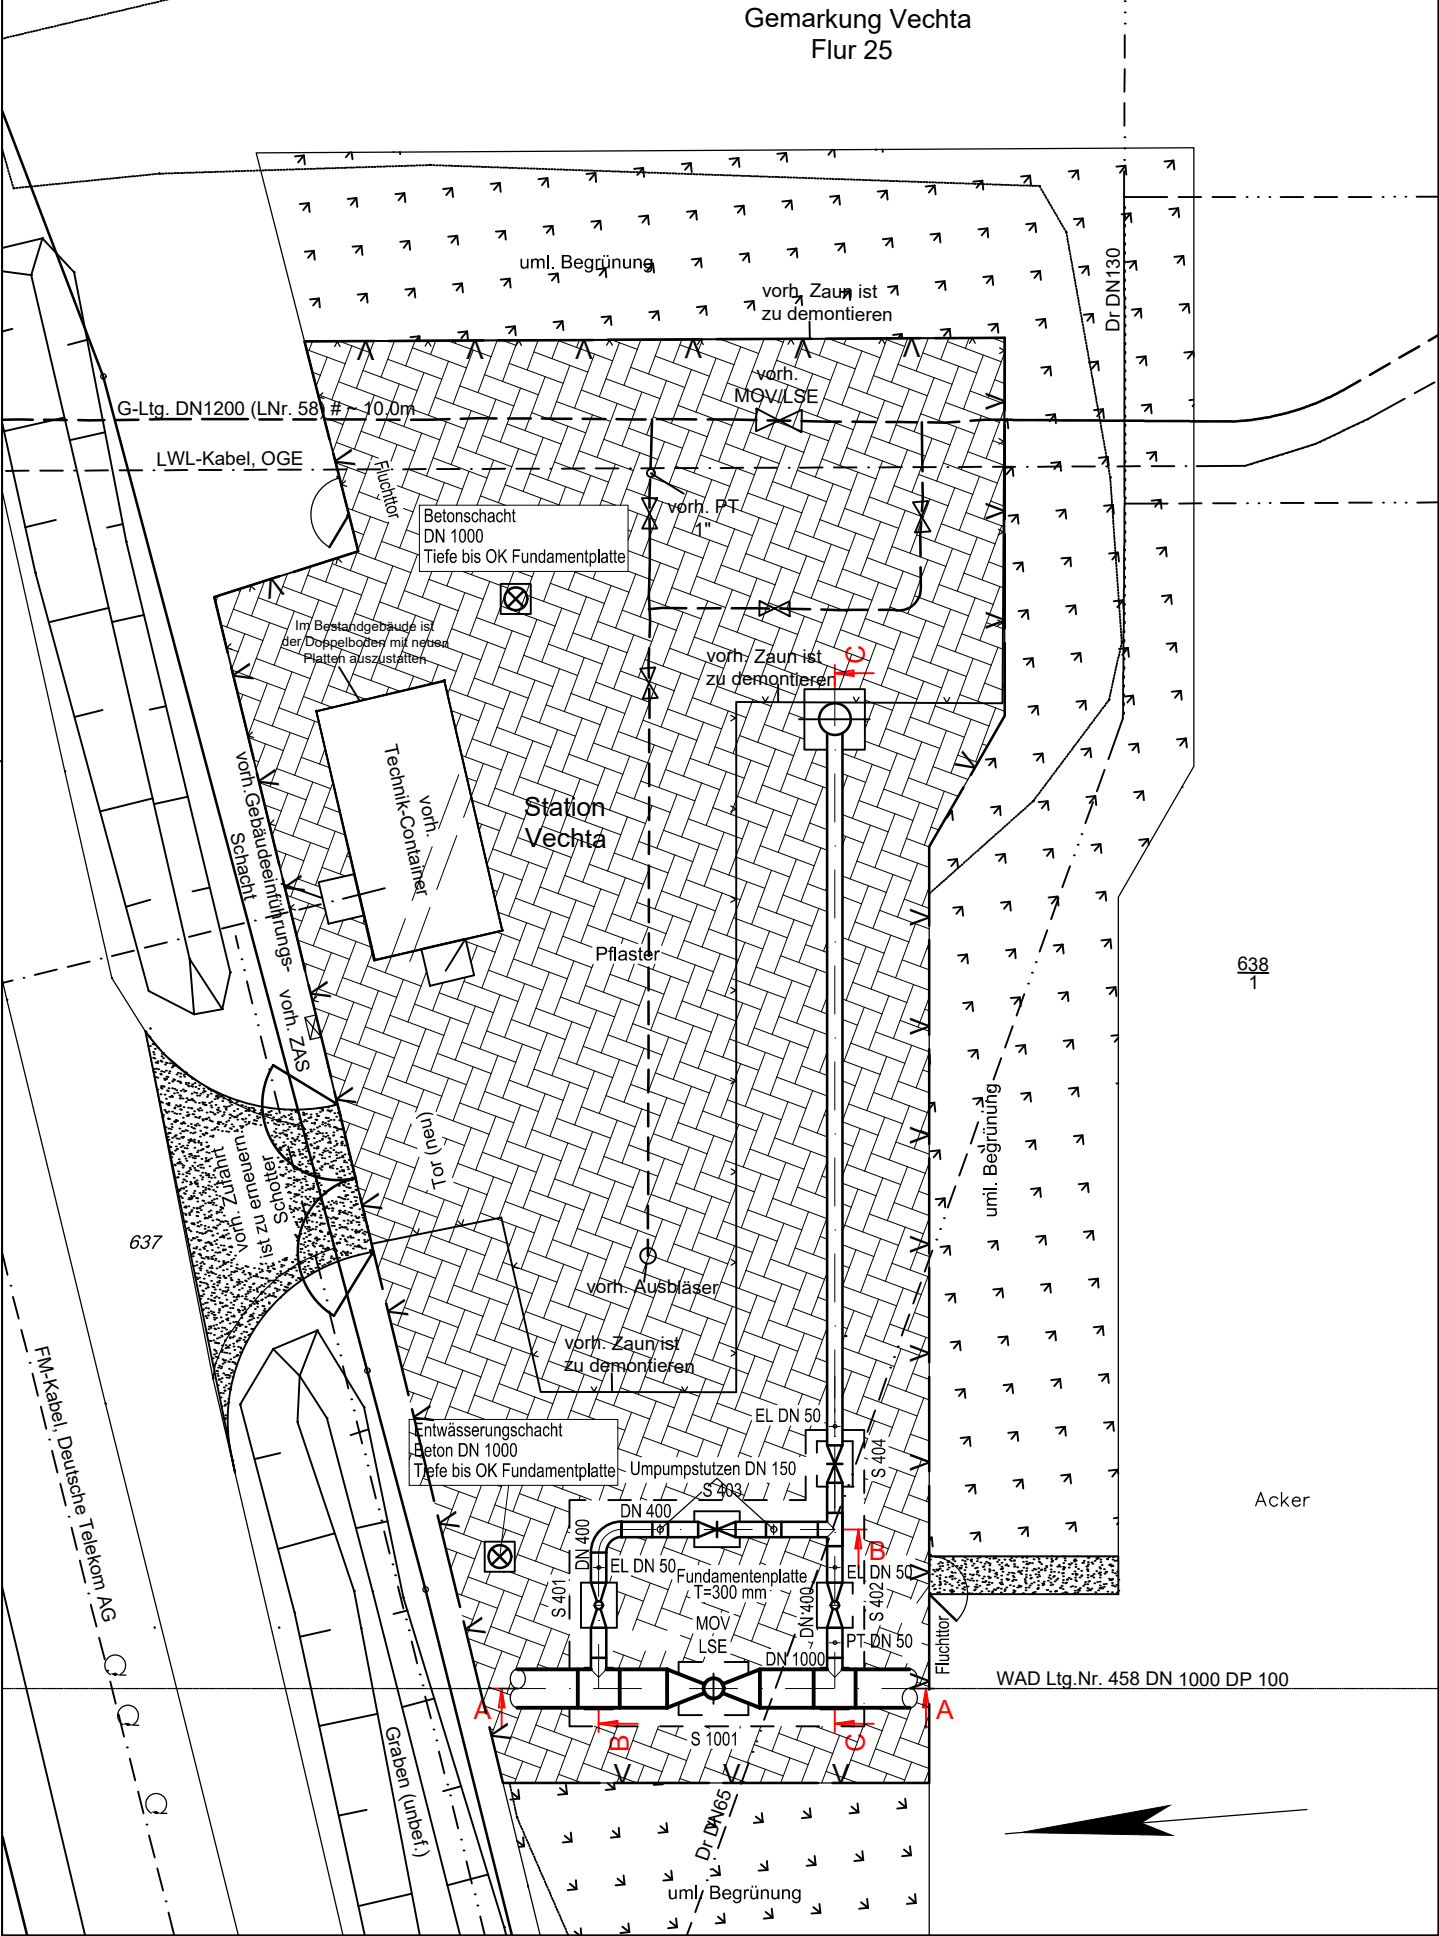 Gemarkung Vechta
Flur 25
uml. Begrünung
vorh. Zaun ist
zu demontieren
Dr DN130
vorh.
MOV/LSE
G-Ltg. DN1200 (LNr. 58) # ~ 10,0m
LWL-Kabel, OGE
Fluchttor
vorh. PT
1"
Betonschacht
DN 1000
Tiefe bis OK Fundamentplatte
Im Bestandgebäude ist
der Doppelboden mit neuen
Platten auszustatten
vorh. Zaun ist
zu demontieren
C
vorh.
Technik-Container
Station
Vechta
vorh.Gebäudeeinführungs-
Schacht
vorh. ZAS
Pflaster
638
1
uml. Begrünung
Tor (neu)
vorh. Zufahrt
ist zu erneuern
Schotter
637
vorh. Ausbläser
vorh. Zaun ist
zu demontieren
FM-Kabel, Deutsche Telekom AG
EL DN 50
Entwässerungschacht
Beton DN 1000
Tiefe bis OK Fundamentplatte
Umpumpstutzen DN 150
S 403
S 404
DN 400
DN 400
Acker
B
EL DN 50
Fundamentenplatte
T=300 mm
EL DN 50
S 401
DN 400
S 402
MOV
LSE
PT DN 50
DN 1000
Fluchttor
WAD Ltg.Nr. 458 DN 1000 DP 100
A
A
B
S 1001
C
Graben (unbef.)
Dr DN65
uml. Begrünung